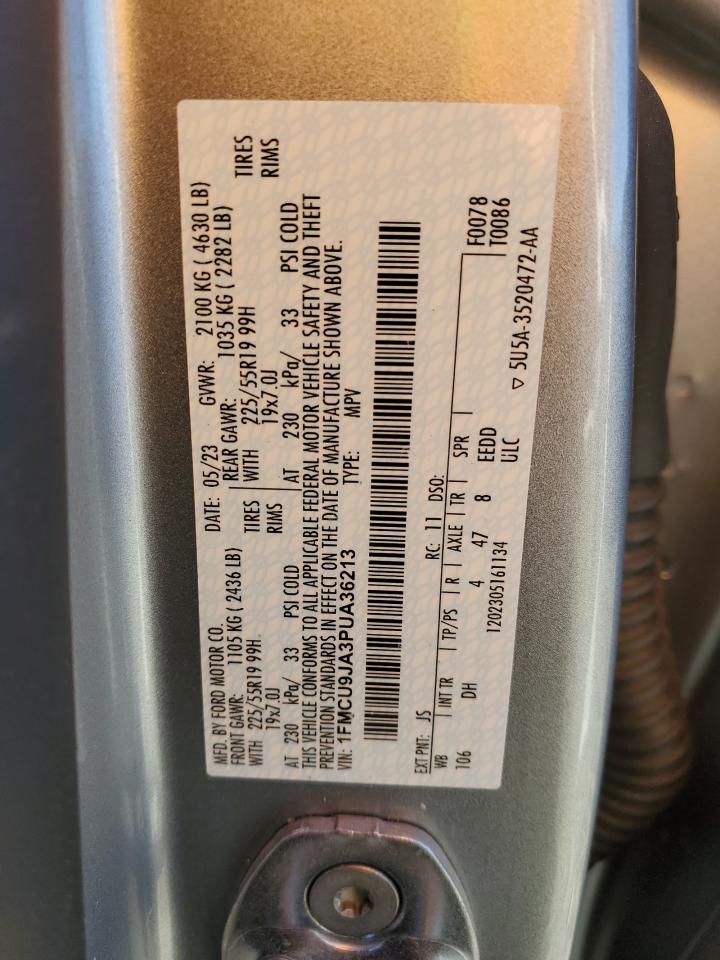 MFD. BY FORD MOTOR CO. DATE: 05/23 GVWR: 2100 KG ( 4630 LB)
FRONT GAWR: 1105 KG ( 2436 LB) REAR GAWR: 1035 KG ( 2282 LB)
WITH 225/55R19 99H. TIRES WITH 225/55R19 99H TIRES
19x7.0J RIMS 19x7.0J RIMS
AT 230 kPa/ 33 PSI COLD AT 230 kPa/ 33 PSI COLD
THIS VEHICLE CONFORMS TO ALL APPLICABLE FEDERAL MOTOR VEHICLE SAFETY AND THEFT
PREVENTION STANDARDS IN EFFECT ON THE DATE OF MANUFACTURE SHOWN ABOVE.
VIN: 1FMCU9JA3PUA36213 TYPE: MPV
EXT PNT: JS RC: 11 DSO: F0078
WB INT TR TP/PS R AXLE TR SPR T0086
106 DH 4 47 8 EEDD
1202305161134 ULC ▽ 5U5A-3520472-AA